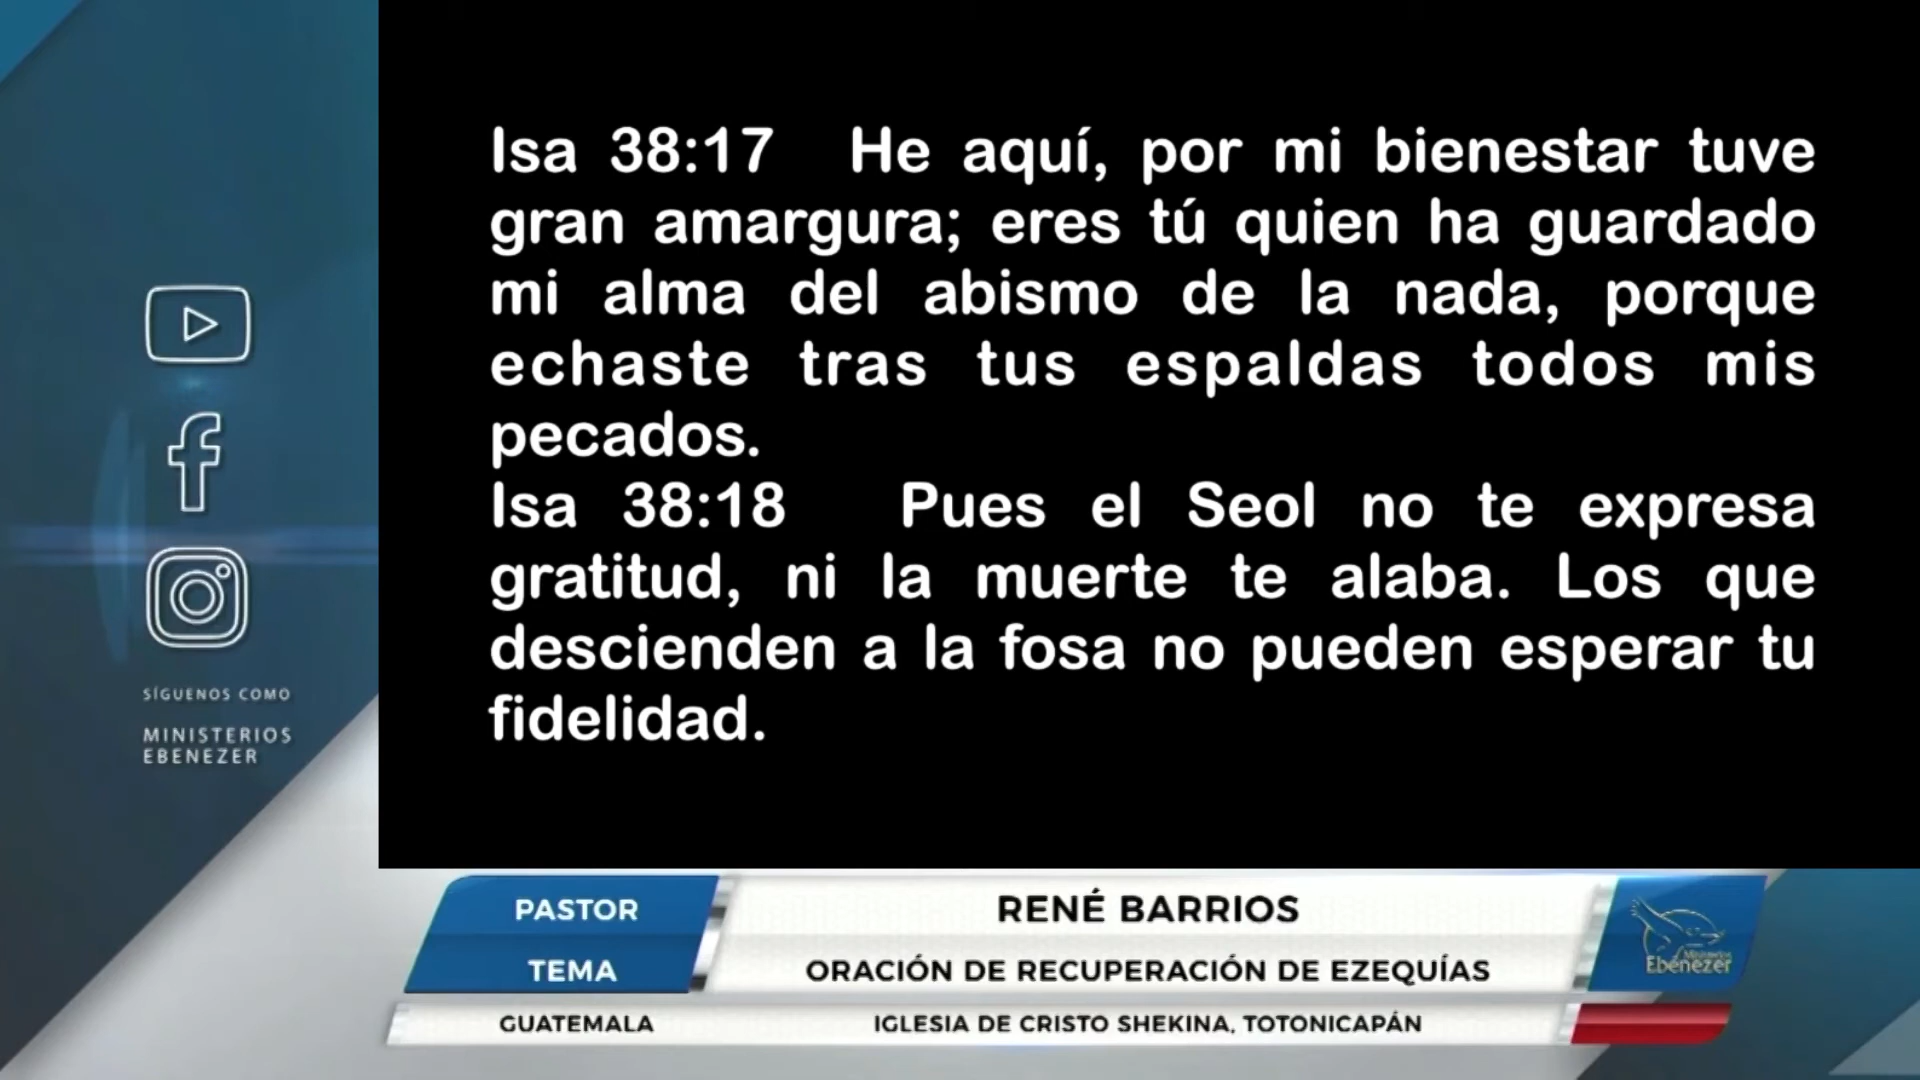 Isa 38:17 He aquí, por mi bienestar tuve
gran amargura; eres tú quien ha guardado
mi alma del abismo de la nada, porque
echaste tras tus espaldas todos mis
pecados.
Isa 38:18 Pues el Seol no te expresa
gratitud, ni la muerte te alaba. Los que
descienden a la fosa no pueden esperar tu
fidelidad.
SÍGUENOS COMO
MINISTERIOS
EBENEZER
PASTOR
RENÉ BARRIOS
TEMA
ORACIÓN DE RECUPERACIÓN DE EZEQUÍAS
Ministerios
Ebenezer
GUATEMALA
IGLESIA DE CRISTO SHEKINA, TOTONICAPÁN